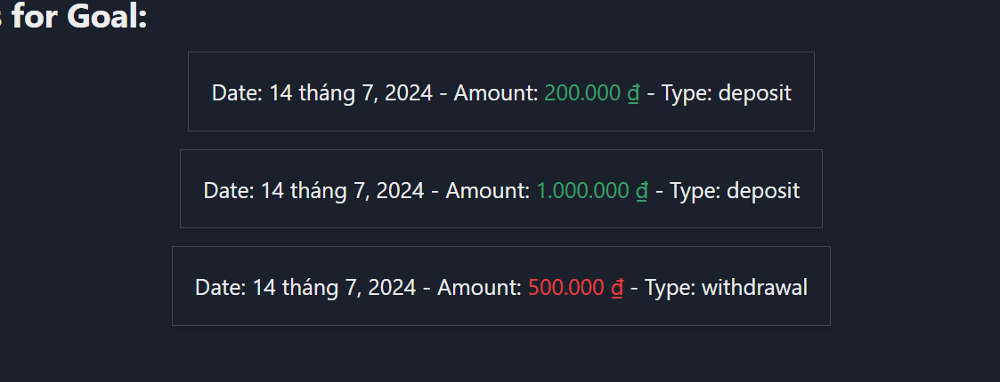 for Goal:
Date: 14 tháng 7, 2024 - Amount: 200.000 ₫ - Type: deposit
Date: 14 tháng 7, 2024 - Amount: 1.000.000 ₫ - Type: deposit
Date: 14 tháng 7, 2024 - Amount: 500.000 ₫ - Type: withdrawal